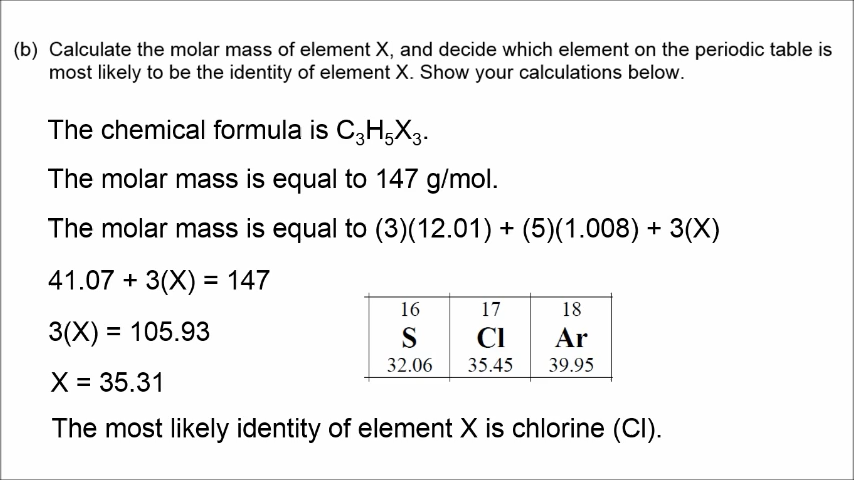 (b) Calculate the molar mass of element X, and decide which element on the periodic table is
most likely to be the identity of element X. Show your calculations below.
The chemical formula is C₃H₅X₃.
The molar mass is equal to 147 g/mol.
The molar mass is equal to (3)(12.01) + (5)(1.008) + 3(X)
41.07 + 3(X) = 147
3(X) = 105.93
X = 35.31
16 17 18
S Cl Ar
32.06 35.45 39.95
The most likely identity of element X is chlorine (Cl).